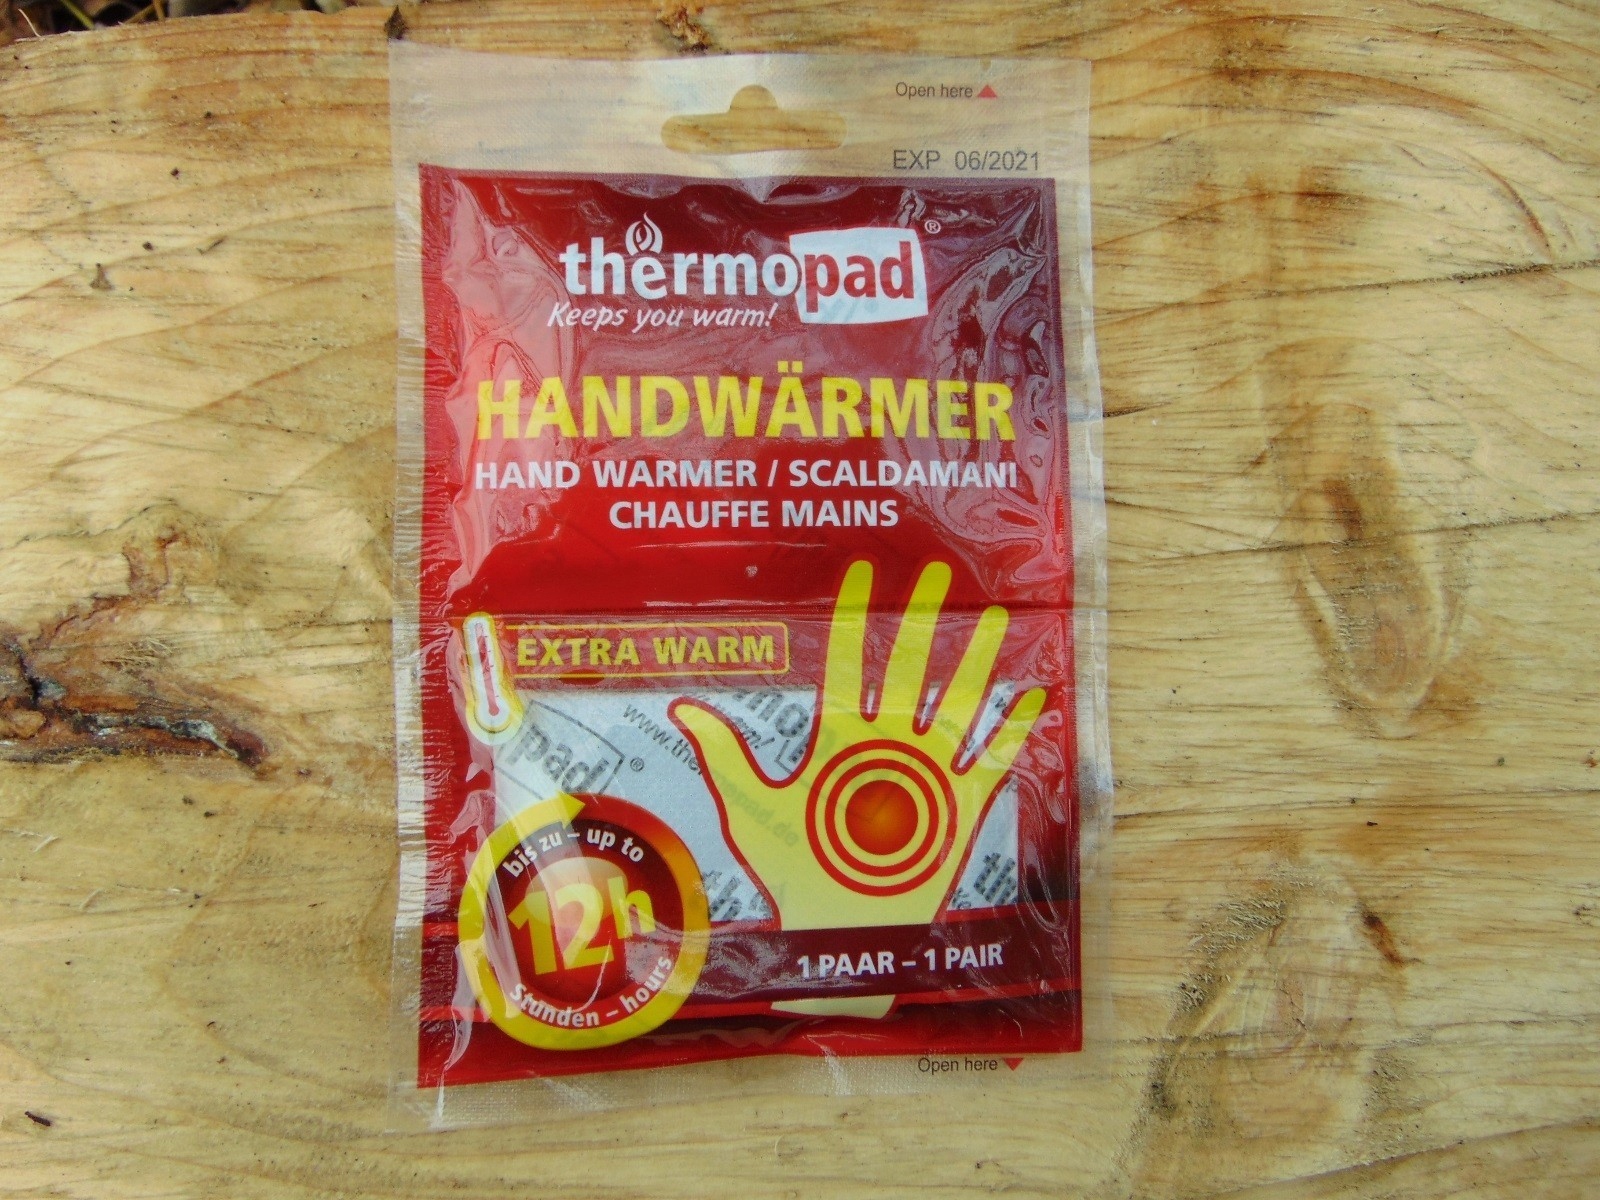 Open here
EXP 06/2021
thermopad®
Keeps you warm!
HANDWÄRMER
HAND WARMER / SCALDAMANI
CHAUFFE MAINS
EXTRA WARM
pad®
bis zu – up to
12h
Stunden – hours
1 PAAR – 1 PAIR
Open here